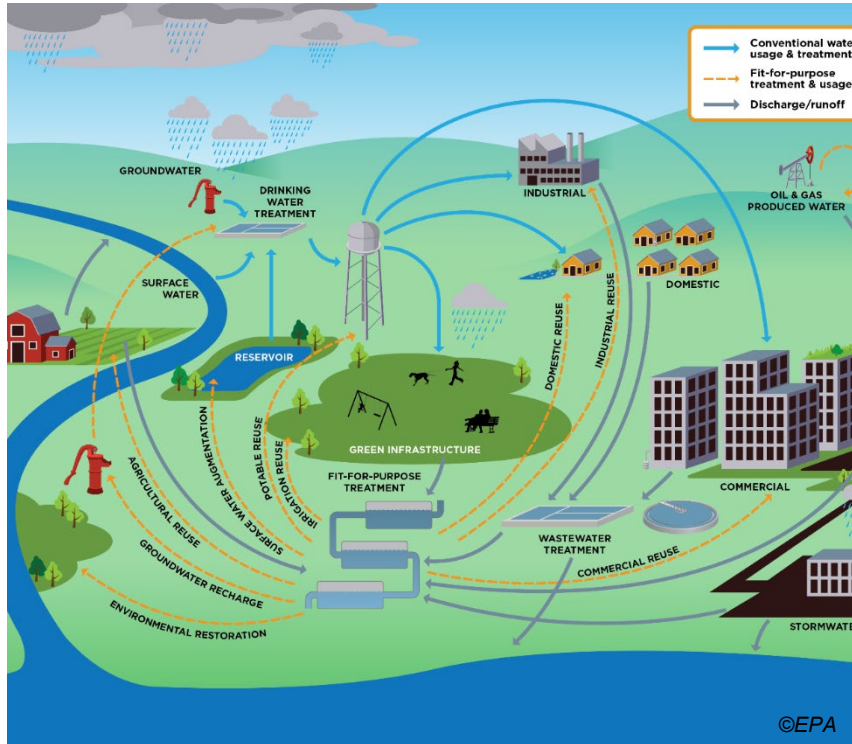 Conventional wate
usage & treatment
Fit-for-purpose
treatment & usage
Discharge/runoff
GROUNDWATER
DRINKING
WATER
TREATMENT
INDUSTRIAL
OIL & GAS
PRODUCED WATER
SURFACE
WATER
DOMESTIC
RESERVOIR
DOMESTIC REUSE
INDUSTRIAL REUSE
GREEN INFRASTRUCTURE
COMMERCIAL
FIT-FOR-PURPOSE
TREATMENT
AGRICULTURAL REUSE
SURFACE WATER AUGMENTATION
POTABLE REUSE
IRRIGATION REUSE
WASTEWATER
TREATMENT
COMMERCIAL REUSE
GROUNDWATER RECHARGE
ENVIRONMENTAL RESTORATION
STORMWATE
©EPA